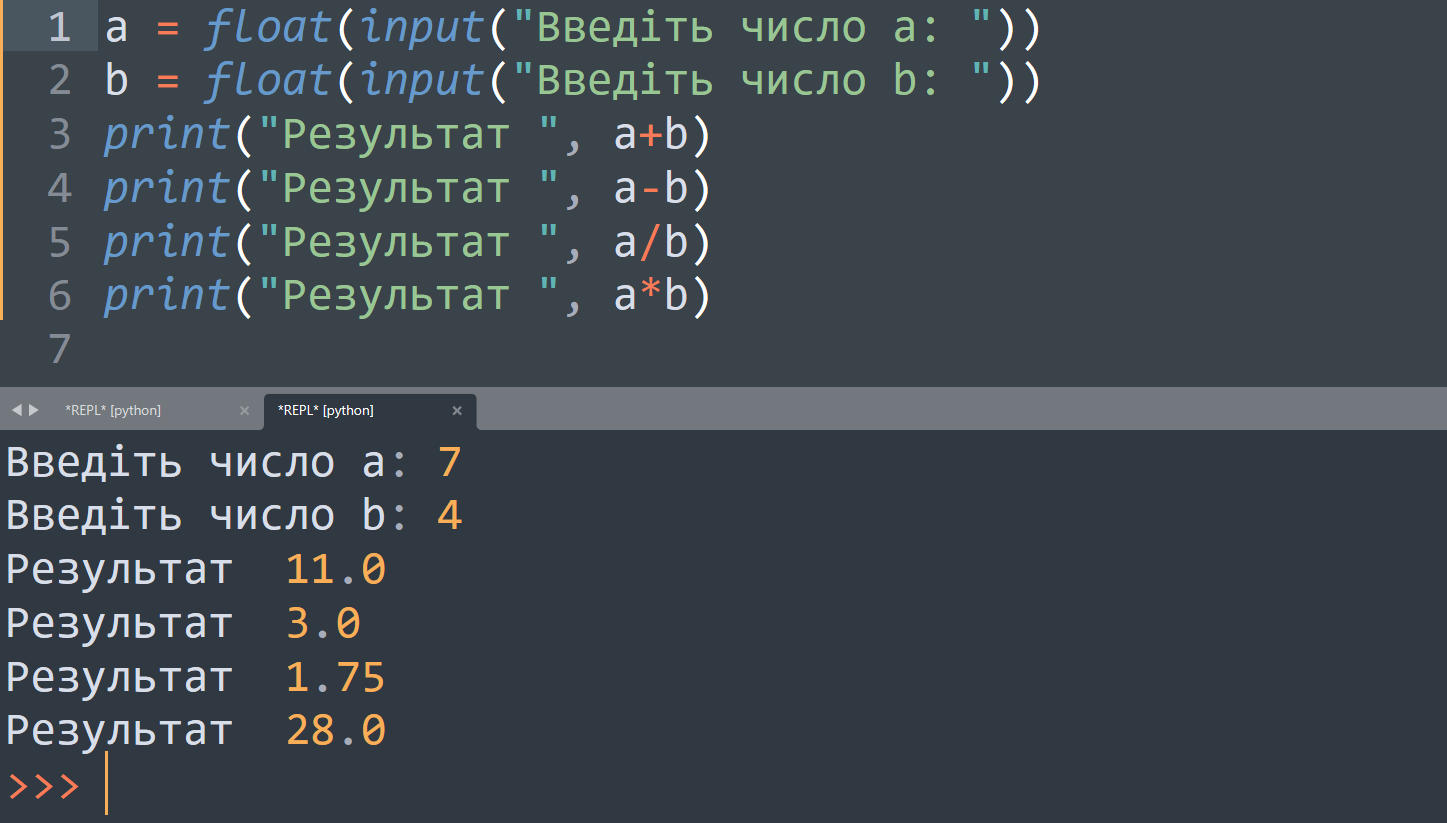 1 a = float(input("Введіть число a: "))
2 b = float(input("Введіть число b: "))
3 print("Результат ", a+b)
4 print("Результат ", a-b)
5 print("Результат ", a/b)
6 print("Результат ", a*b)
7
*REPL* [python] × *REPL* [python] ×
Введіть число a: 7
Введіть число b: 4
Результат  11.0
Результат  3.0
Результат  1.75
Результат  28.0
>>>